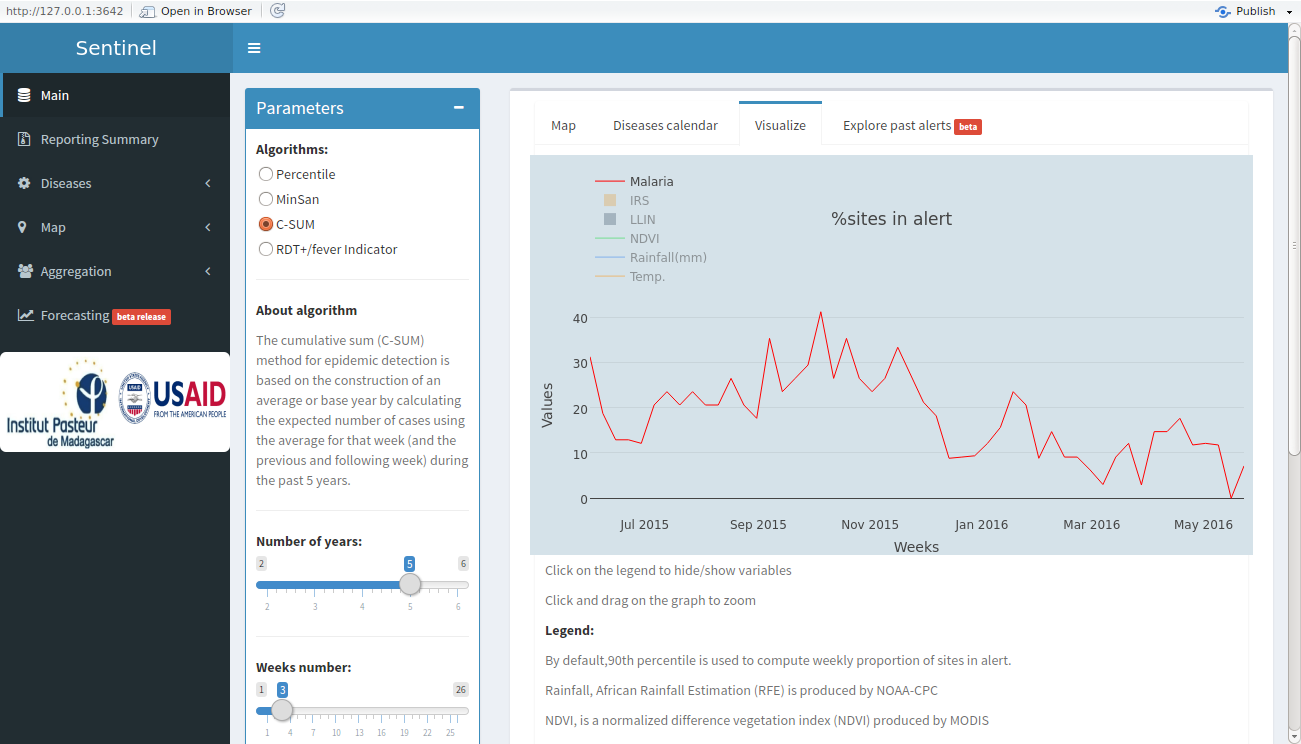 http://127.0.0.1:3642 Open in Browser Publish
Sentinel
Main
Reporting Summary
Diseases
Map
Aggregation
Forecasting beta release
Institut Pasteur
de Madagascar
USAID
USAID
FROM THE AMERICAN PEOPLE
Parameters
Algorithms:
Percentile
MinSan
C-SUM
RDT+/fever Indicator
About algorithm
The cumulative sum (C-SUM)
method for epidemic detection is
based on the construction of an
average or base year by calculating
the expected number of cases using
the average for that week (and the
previous and following week) during
the past 5 years.
Number of years:
2 5 6
2 3 4 5 6
Weeks number:
1 3 26
1 4 7 10 13 16 19 22 25
Map Diseases calendar Visualize Explore past alerts beta
Malaria
IRS
LLIN
NDVI
Rainfall(mm)
Temp.
%sites in alert
Values
40
30
20
10
0
Jul 2015 Sep 2015 Nov 2015 Jan 2016 Mar 2016 May 2016
Weeks
Click on the legend to hide/show variables
Click and drag on the graph to zoom
Legend:
By default,90th percentile is used to compute weekly proportion of sites in alert.
Rainfall, African Rainfall Estimation (RFE) is produced by NOAA-CPC
NDVI, is a normalized difference vegetation index (NDVI) produced by MODIS